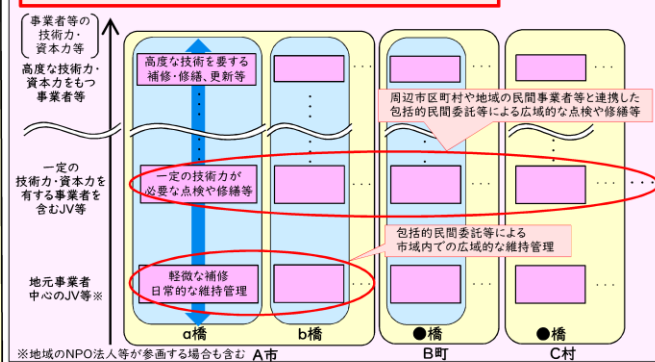 事業者等の
技術力・
資本力等
高度な技術力・
資本力をもつ
事業者等
高度な技術を要する
補修・修繕、更新等
・・・
・・・
・・・
・・・
周辺市区町村や地域の民間事業者等と連携した
包括的民間委託等による広域的な点検や修繕等
一定の
技術力・資本力を
有する事業者を
含むJV等
一定の技術力が
必要な点検や修繕等
・・・
・・・
・・・
・・・
包括的民間委託等による
市域内での広域的な維持管理
地元事業者
中心のJV等※
軽微な補修
日常的な維持管理
・・・
・・・
・・・
a橋
b橋
●橋
●橋
※地域のNPO法人等が参画する場合も含む
A市
B町
C村